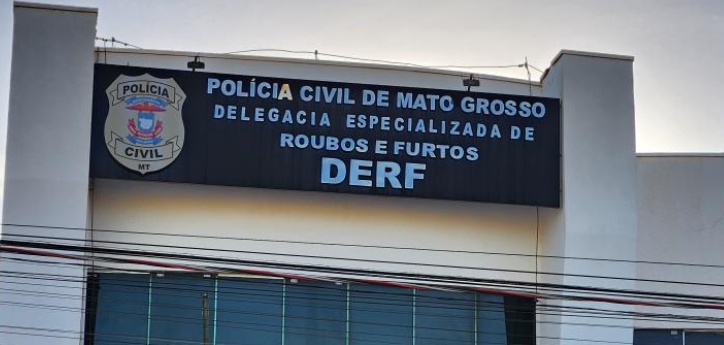 POLÍCIA
CIVIL
MT
POLÍCIA CIVIL DE MATO GROSSO
DELEGACIA ESPECIALIZADA DE
ROUBOS E FURTOS
DERF